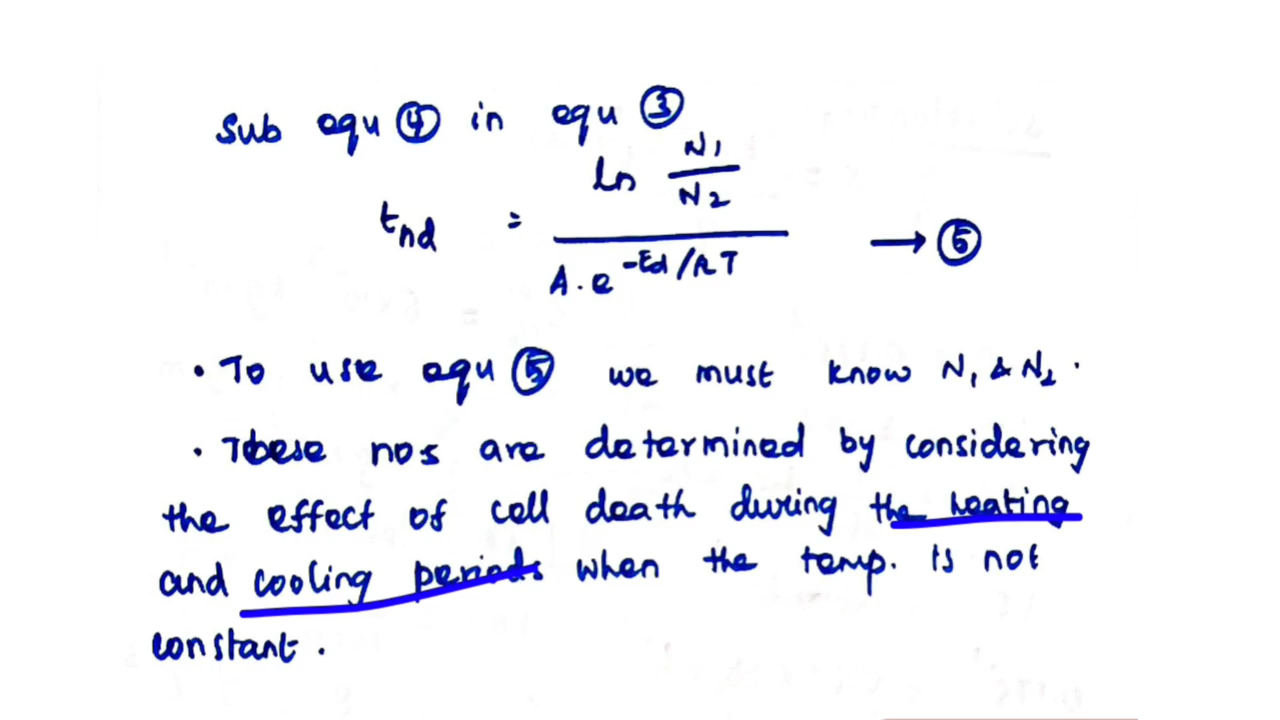 Sub equ ④ in equ ③
t_nd = ln N₁/N₂ / A.e^-Ed/RT → ⑤
• To use equ ⑤ we must know N₁ & N₂.
• These nos are determined by considering
the effect of cell death during the heating
and cooling periods when the temp. is not
constant.